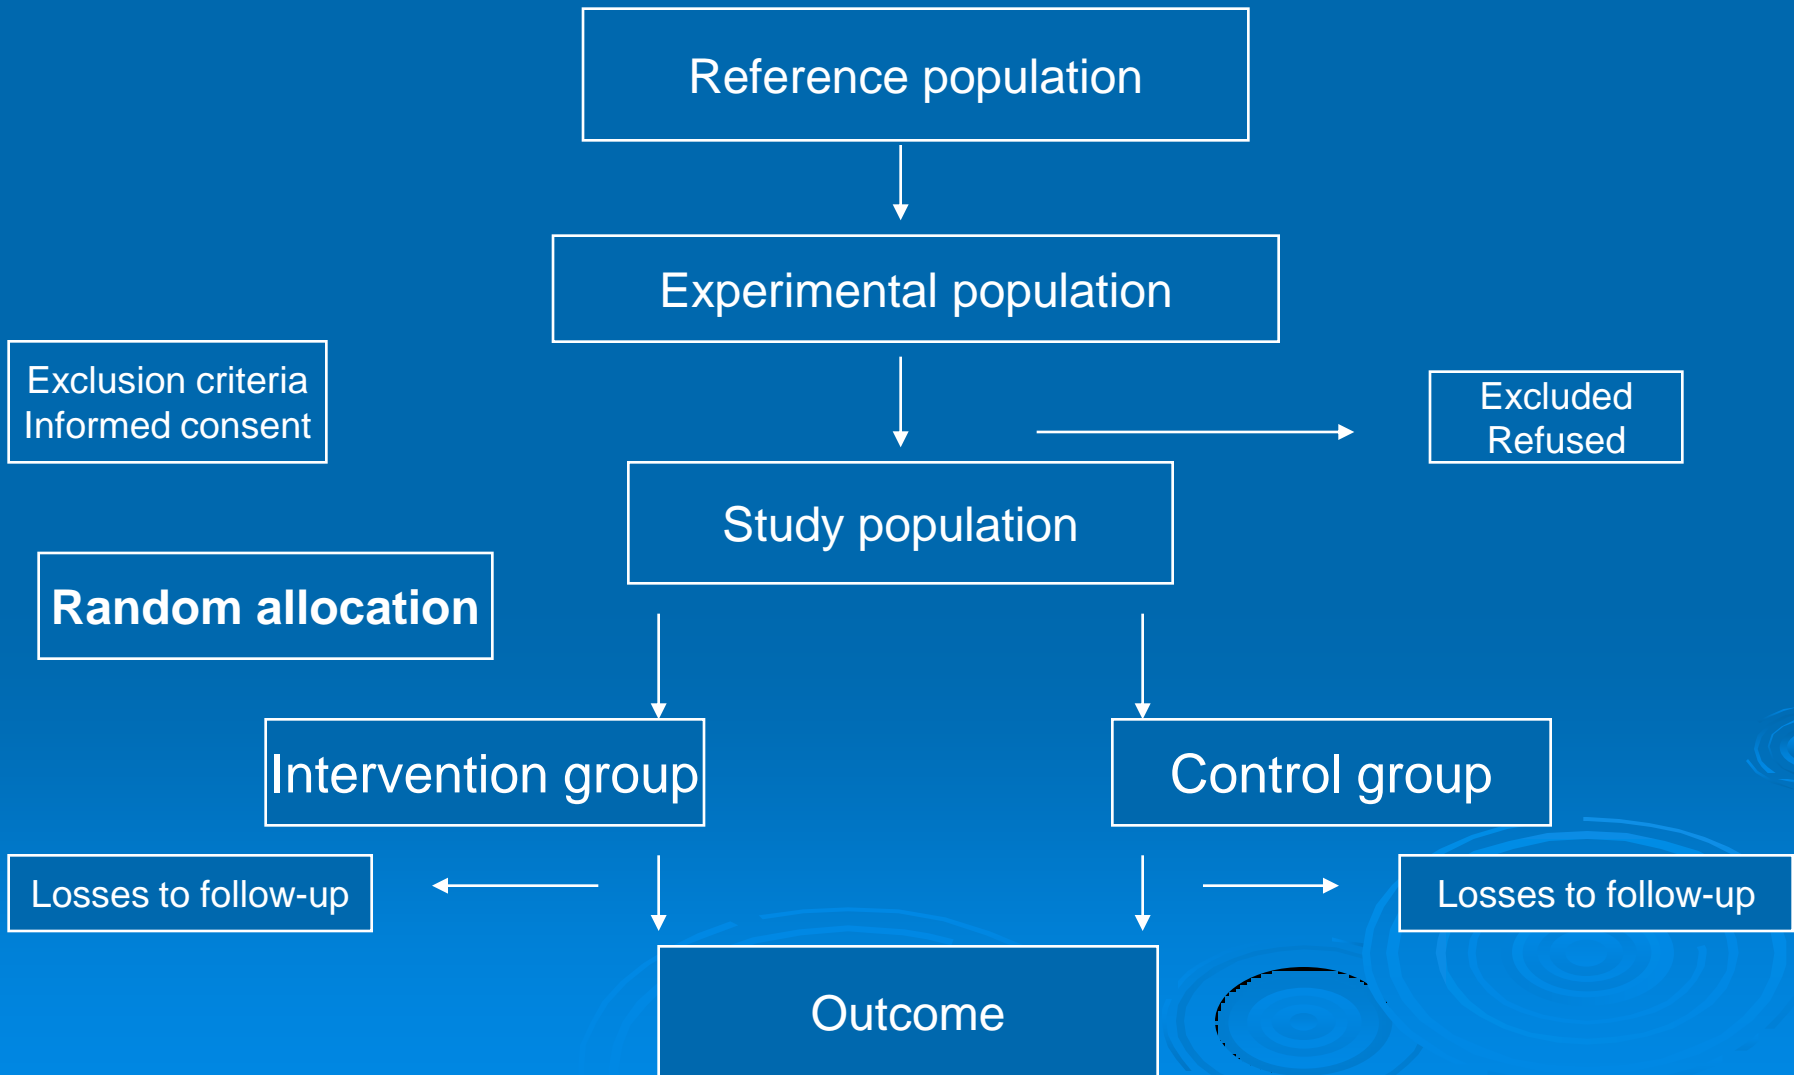 Reference population
Experimental population
Exclusion criteria
Informed consent
Excluded
Refused
Study population
Random allocation
Intervention group
Control group
Losses to follow-up
Losses to follow-up
Outcome